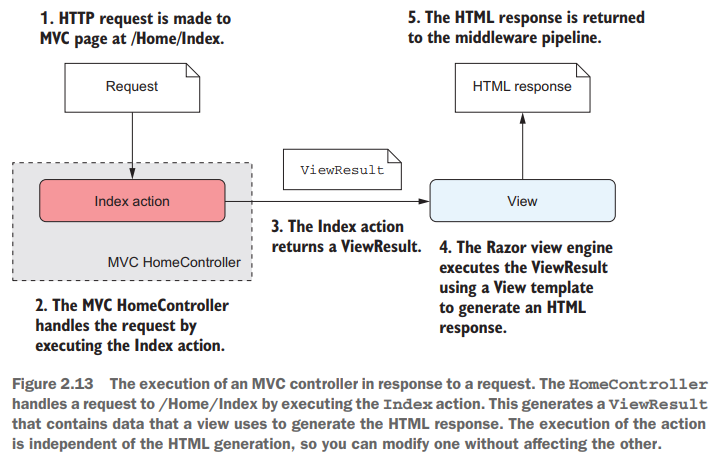 1. HTTP request is made to
MVC page at /Home/Index.
5. The HTML response is returned
to the middleware pipeline.
Request
HTML response
ViewResult
Index action
View
MVC HomeController
3. The Index action
returns a ViewResult.
2. The MVC HomeController
handles the request by
executing the Index action.
4. The Razor view engine
executes the ViewResult
using a View template
to generate an HTML
response.
Figure 2.13 The execution of an MVC controller in response to a request. The HomeController
handles a request to /Home/Index by executing the Index action. This generates a ViewResult
that contains data that a view uses to generate the HTML response. The execution of the action
is independent of the HTML generation, so you can modify one without affecting the other.